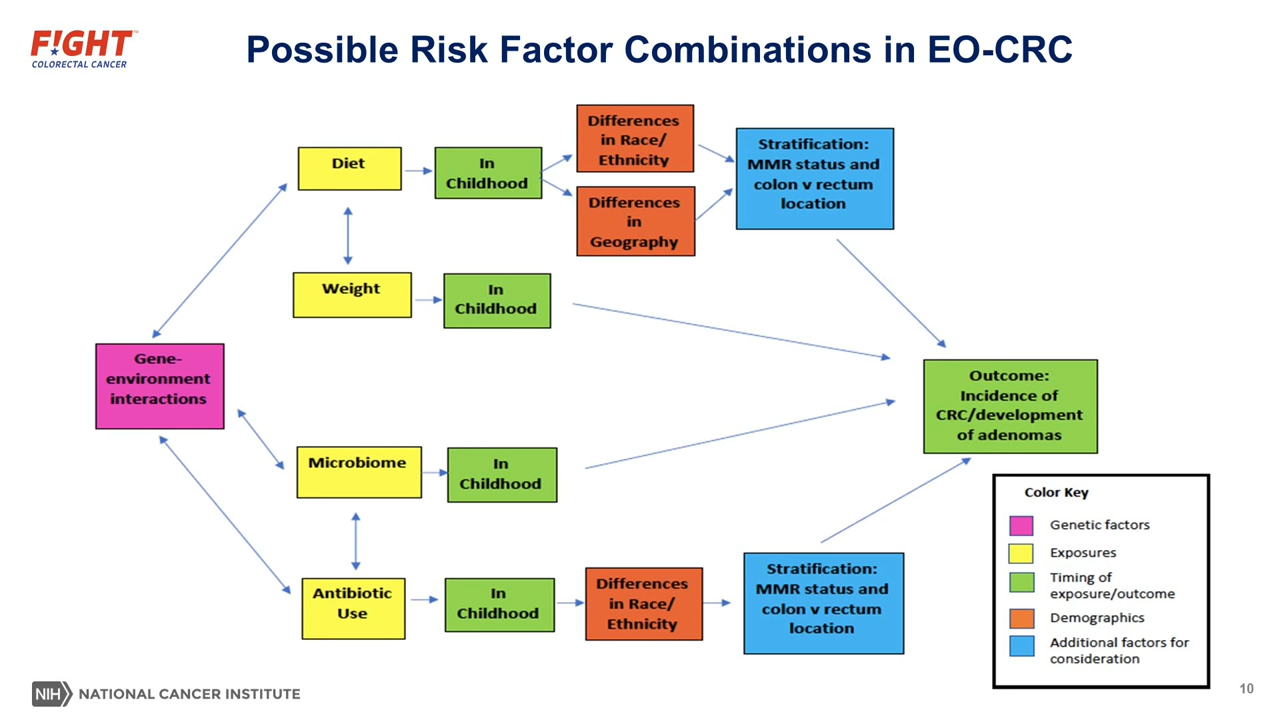 F!GHT™
COLORECTAL CANCER
Possible Risk Factor Combinations in EO-CRC
Diet
In
Childhood
Differences
in Race/
Ethnicity
Differences
in
Geography
Stratification:
MMR status and
colon v rectum
location
Weight
In
Childhood
Gene-
environment
interactions
Outcome:
Incidence of
CRC/development
of adenomas
Microbiome
In
Childhood
Antibiotic
Use
In
Childhood
Differences
in Race/
Ethnicity
Stratification:
MMR status and
colon v rectum
location
Color Key
Genetic factors
Exposures
Timing of
exposure/outcome
Demographics
Additional factors for
consideration
NIH NATIONAL CANCER INSTITUTE
10